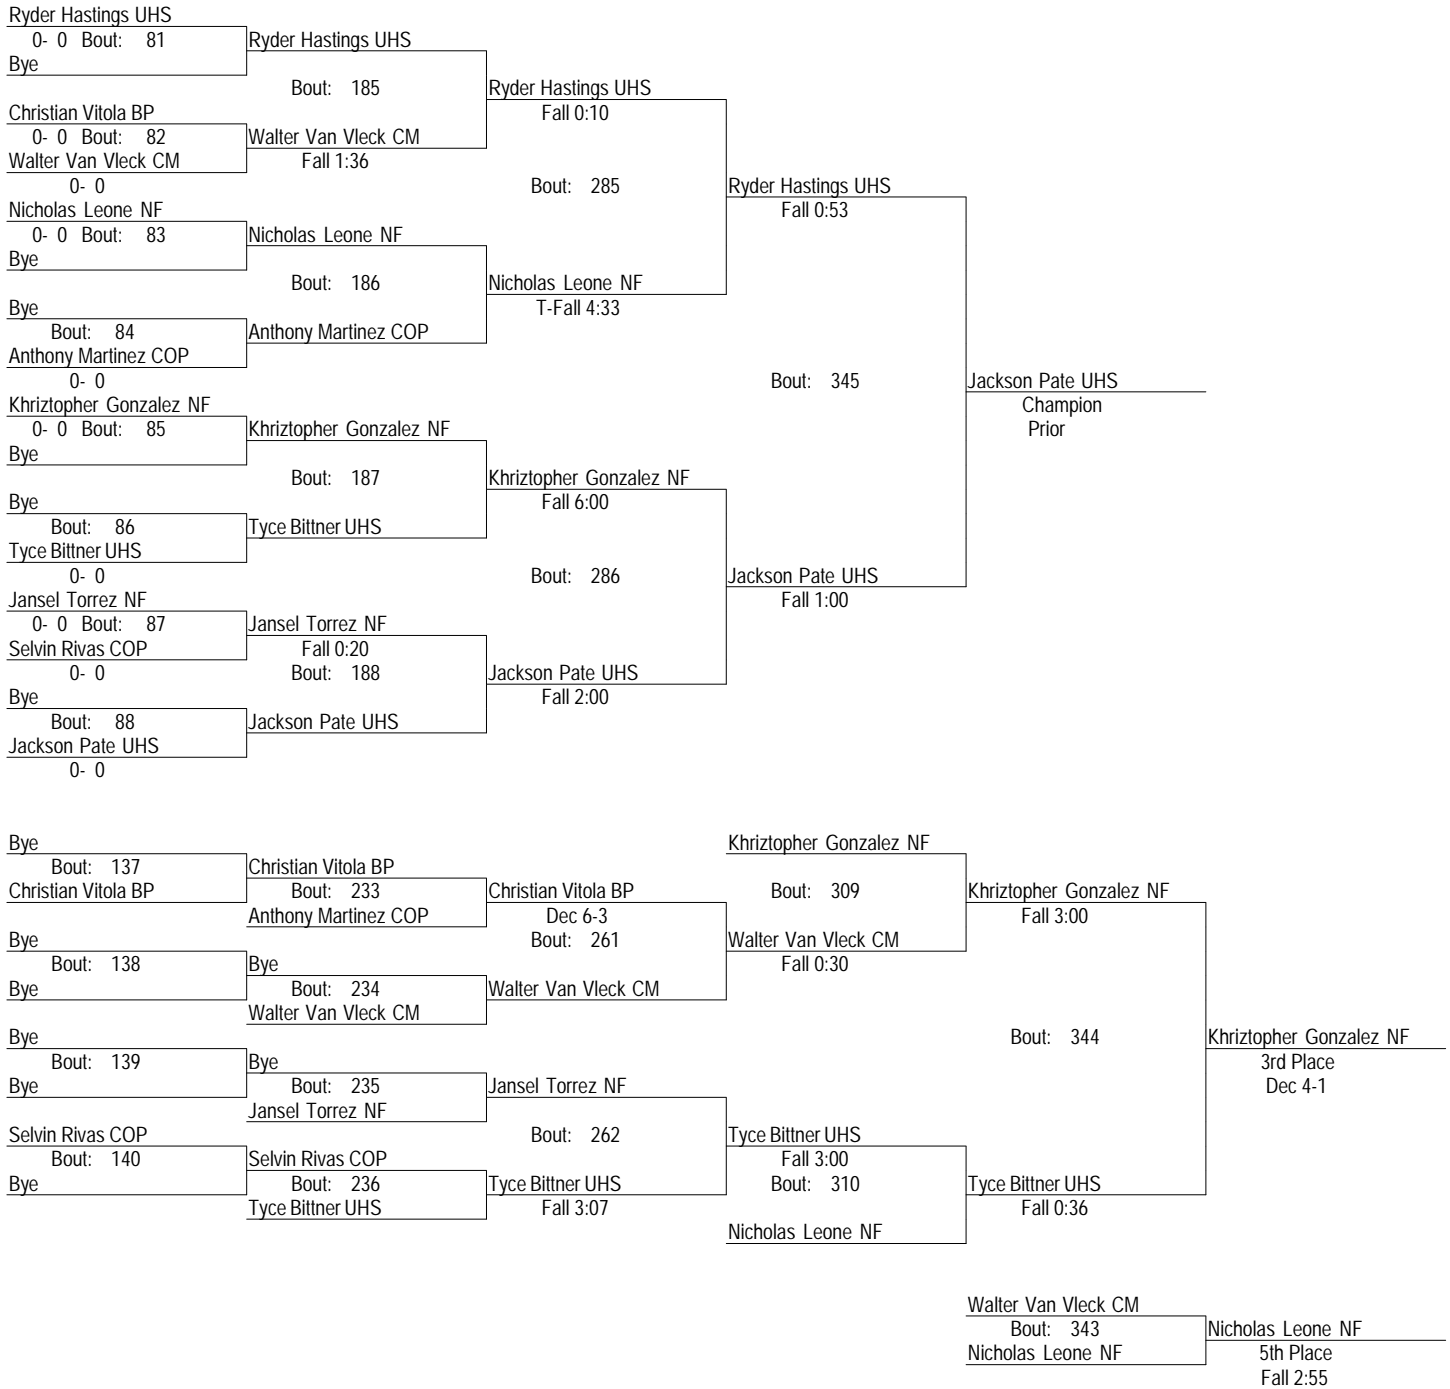 Ryder Hastings UHS
0- 0 Bout: 81
Ryder Hastings UHS
Bye
Bout: 185
Ryder Hastings UHS
Christian Vitola BP
Fall 0:10
0- 0 Bout: 82
Walter Van Vleck CM
Walter Van Vleck CM
Fall 1:36
0- 0
Bout: 285
Ryder Hastings UHS
Nicholas Leone NF
Fall 0:53
0- 0 Bout: 83
Nicholas Leone NF
Bye
Bout: 186
Nicholas Leone NF
Bye
T-Fall 4:33
Bout: 84
Anthony Martinez COP
Anthony Martinez COP
0- 0
Bout: 345
Jackson Pate UHS
Khriztopher Gonzalez NF
Champion
0- 0 Bout: 85
Khriztopher Gonzalez NF
Prior
Bye
Bout: 187
Khriztopher Gonzalez NF
Bye
Fall 6:00
Bout: 86
Tyce Bittner UHS
Tyce Bittner UHS
0- 0
Bout: 286
Jackson Pate UHS
Jansel Torrez NF
Fall 1:00
0- 0 Bout: 87
Jansel Torrez NF
Selvin Rivas COP
Fall 0:20
0- 0
Bout: 188
Jackson Pate UHS
Bye
Fall 2:00
Bout: 88
Jackson Pate UHS
Jackson Pate UHS
0- 0
Bye
Khriztopher Gonzalez NF
Bout: 137
Christian Vitola BP
Christian Vitola BP
Bout: 233
Christian Vitola BP
Bout: 309
Khriztopher Gonzalez NF
Anthony Martinez COP
Dec 6-3
Fall 3:00
Bye
Bout: 261
Walter Van Vleck CM
Bout: 138
Bye
Fall 0:30
Bye
Bout: 234
Walter Van Vleck CM
Walter Van Vleck CM
Bye
Bout: 344
Khriztopher Gonzalez NF
Bout: 139
Bye
3rd Place
Bye
Bout: 235
Jansel Torrez NF
Dec 4-1
Jansel Torrez NF
Selvin Rivas COP
Bout: 262
Tyce Bittner UHS
Bout: 140
Selvin Rivas COP
Fall 3:00
Bye
Bout: 236
Tyce Bittner UHS
Bout: 310
Tyce Bittner UHS
Tyce Bittner UHS
Fall 3:07
Fall 0:36
Nicholas Leone NF
Walter Van Vleck CM
Bout: 343
Nicholas Leone NF
Nicholas Leone NF
5th Place
Fall 2:55